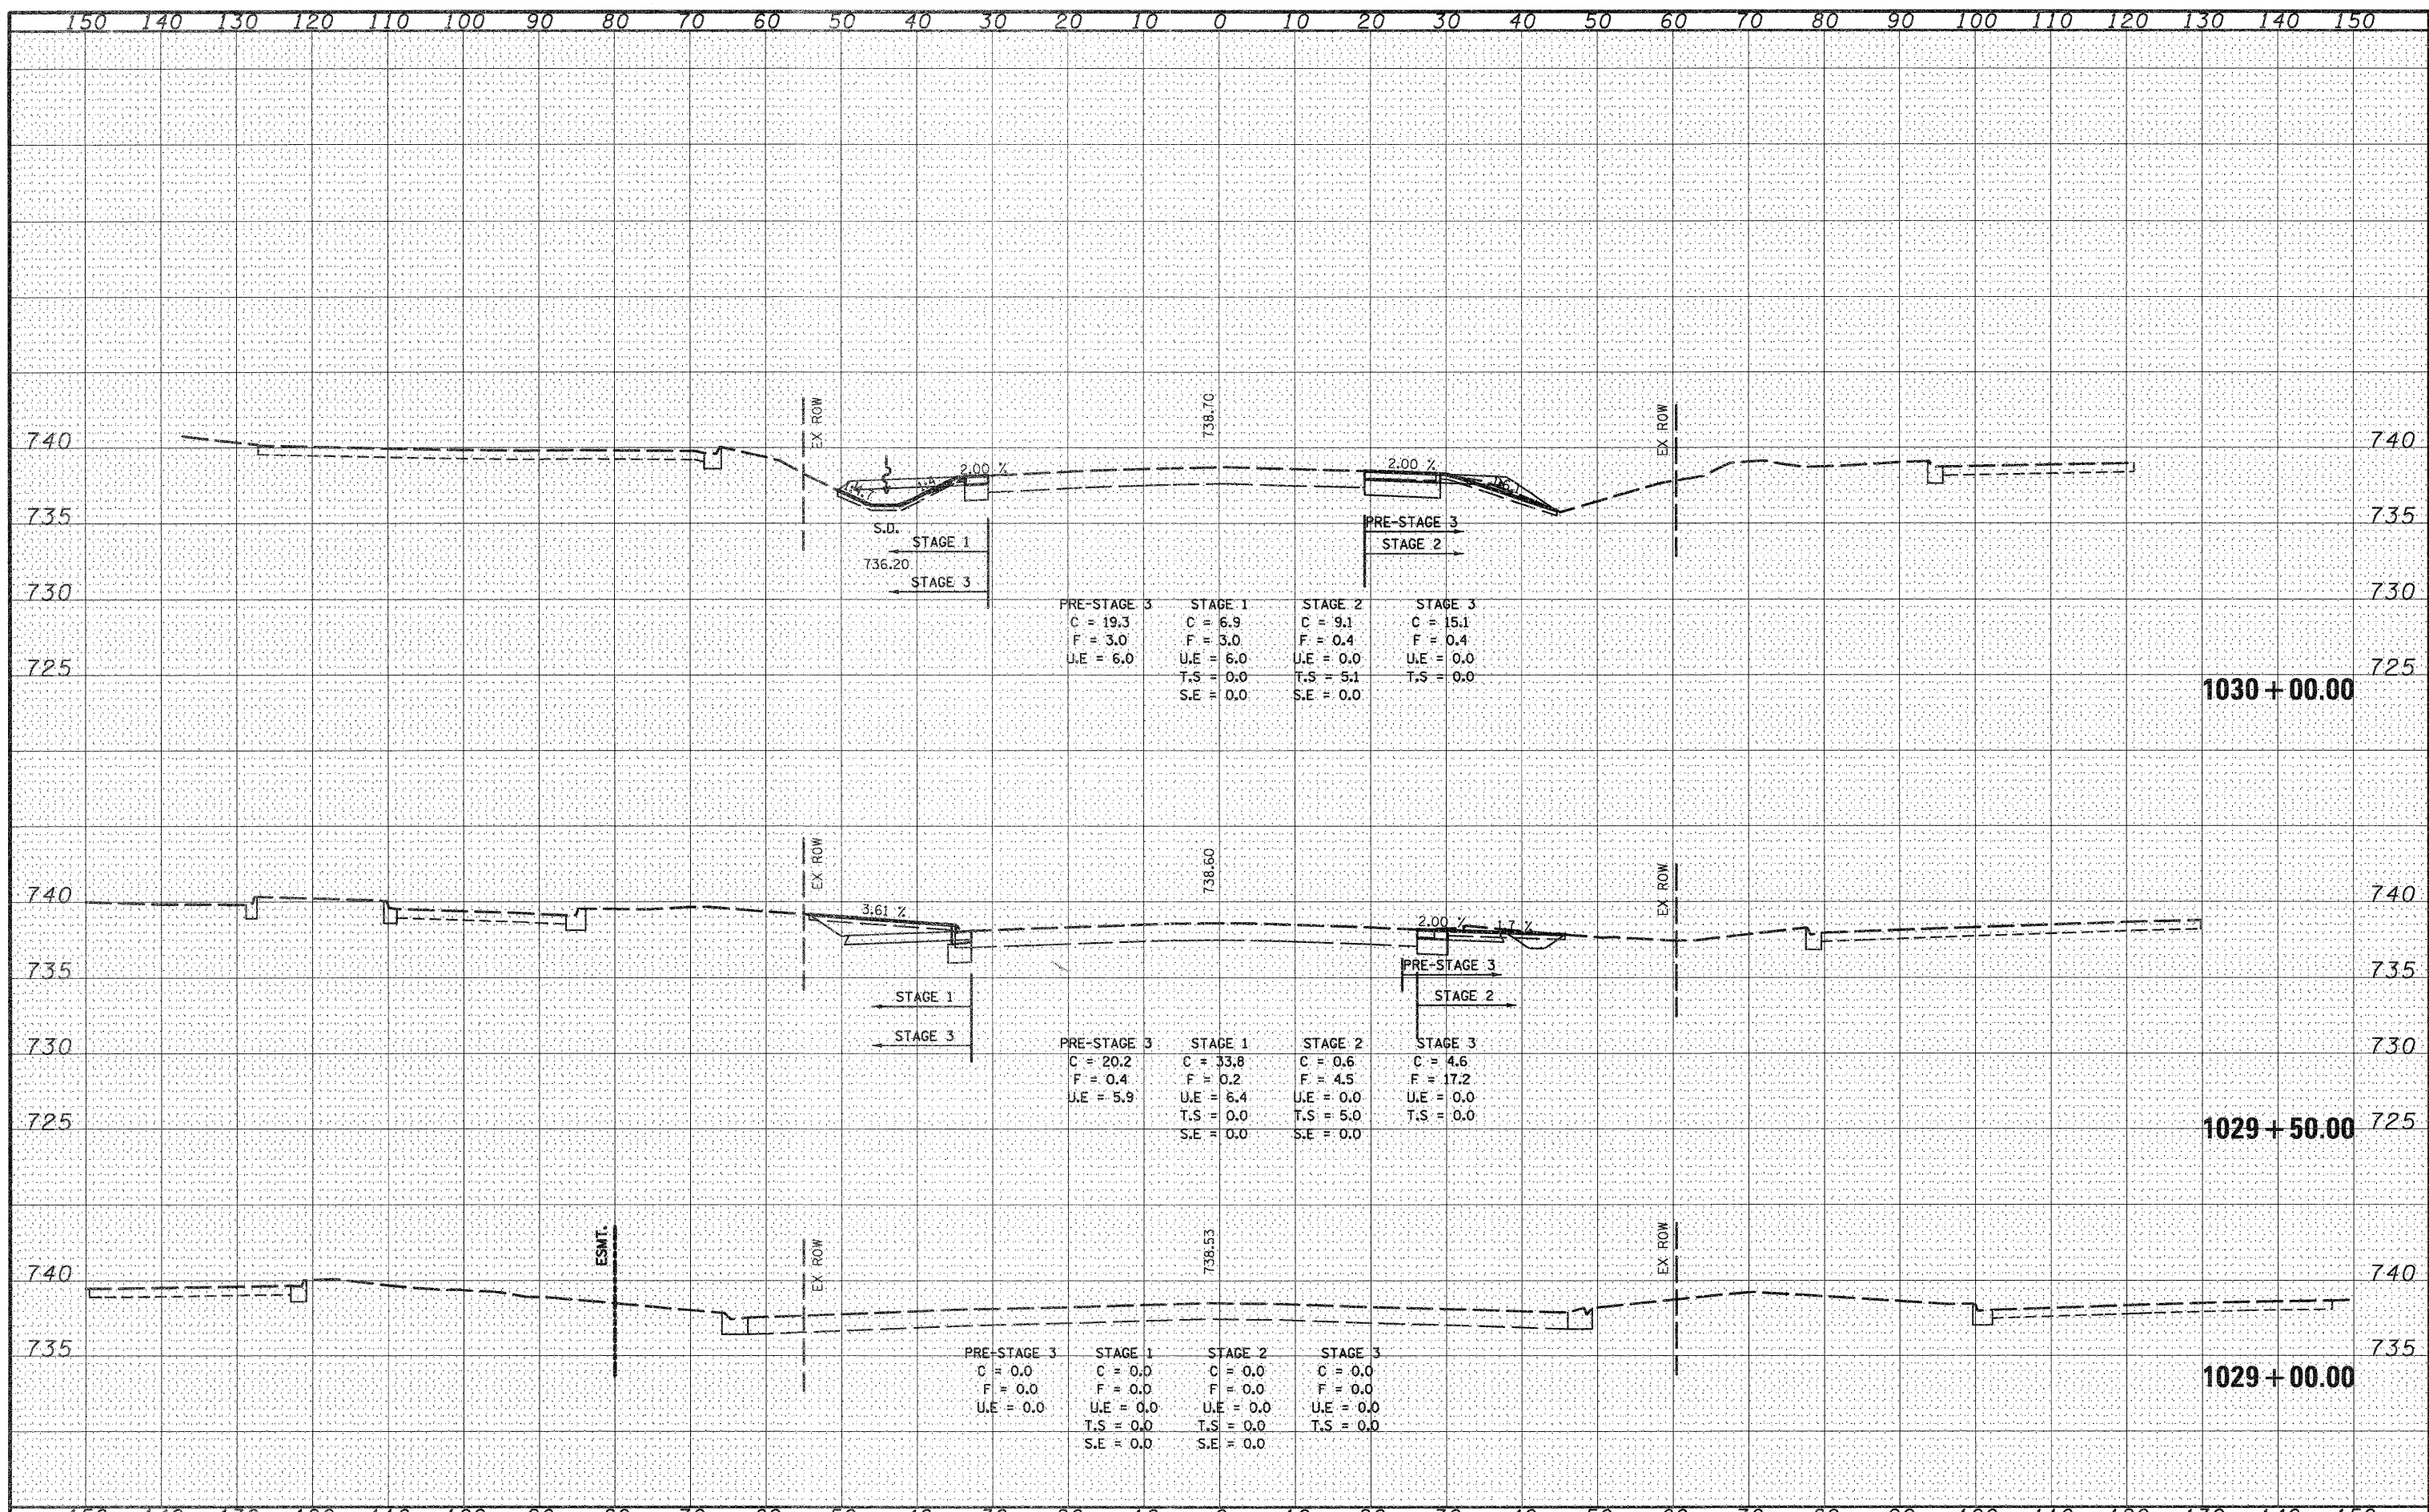 150 140 130 120 110 100 90 80 70 60 50 40 30 20 10 0 10 20 30 40 50 60 70 80 90 100 110 120 130 140 150
738.70
EX ROW
EX ROW
740
740
2.00 %
2.00 %
735
735
S.D.
STAGE 1
PRE-STAGE 3
STAGE 2
736.20
STAGE 3
730
730
PRE-STAGE 3 STAGE 1 STAGE 2 STAGE 3
C = 19.3 C = 6.9 C = 9.1 C = 15.1
F = 3.0 F = 3.0 F = 0.4 F = 0.4
U.E = 6.0 U.E = 6.0 U.E = 0.0 U.E = 0.0
T.S = 0.0 T.S = 5.1 T.S = 0.0
S.E = 0.0 S.E = 0.0
725
725
1030+00.00
738.60
EX ROW
EX ROW
740
740
3.61 %
2.00 %
1.7 %
735
735
PRE-STAGE 3
STAGE 1
STAGE 2
STAGE 3
730
730
PRE-STAGE 3 STAGE 1 STAGE 2 STAGE 3
C = 20.2 C = 33.8 C = 0.6 C = 4.6
F = 0.4 F = 0.2 F = 4.5 F = 17.2
U.E = 5.9 U.E = 6.4 U.E = 0.0 U.E = 0.0
T.S = 0.0 T.S = 5.0 T.S = 0.0
S.E = 0.0 S.E = 0.0
725
725
1029+50.00
ESMT.
738.53
EX ROW
EX ROW
740
740
735
735
PRE-STAGE 3 STAGE 1 STAGE 2 STAGE 3
C = 0.0 C = 0.0 C = 0.0 C = 0.0
F = 0.0 F = 0.0 F = 0.0 F = 0.0
U.E = 0.0 U.E = 0.0 U.E = 0.0 U.E = 0.0
T.S = 0.0 T.S = 0.0 T.S = 0.0
S.E = 0.0 S.E = 0.0
1029+00.00